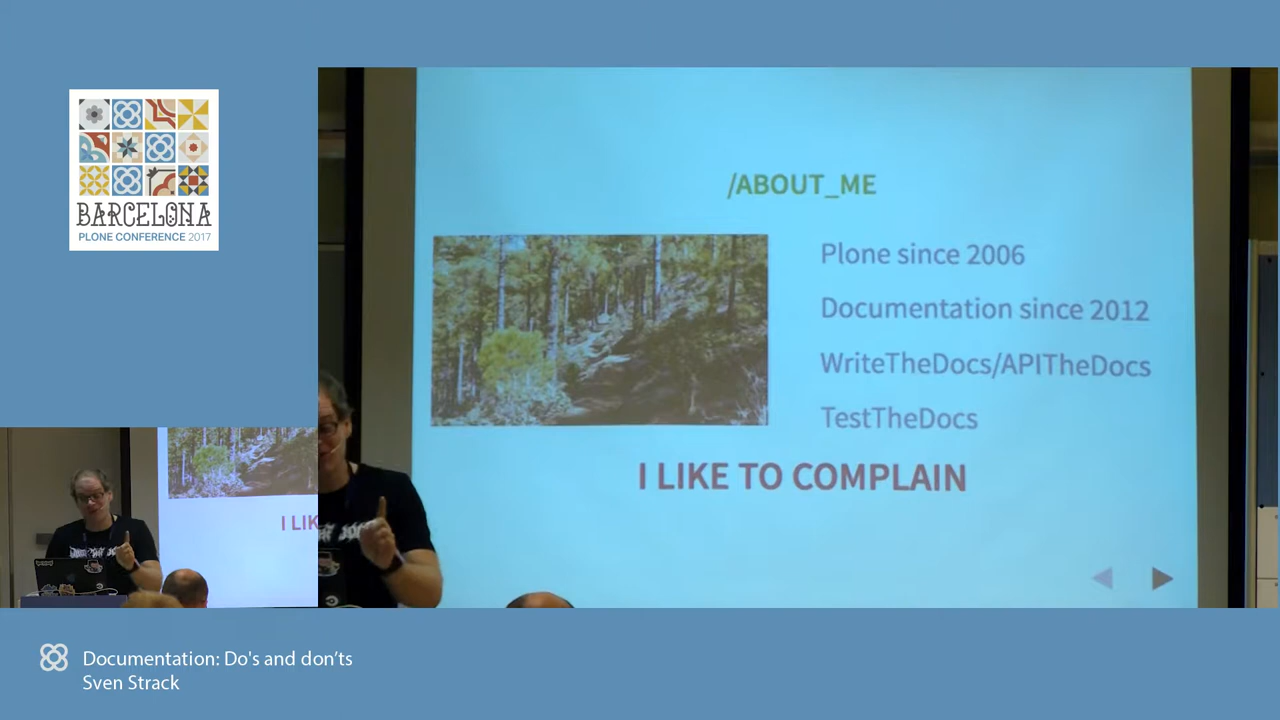 BARCELONA
PLONE CONFERENCE 2017
/ABOUT_ME
Plone since 2006
Documentation since 2012
WriteTheDocs/APITheDocs
TestTheDocs
I LIKE TO COMPLAIN
I LIK
Documentation: Do's and don’ts
Sven Strack